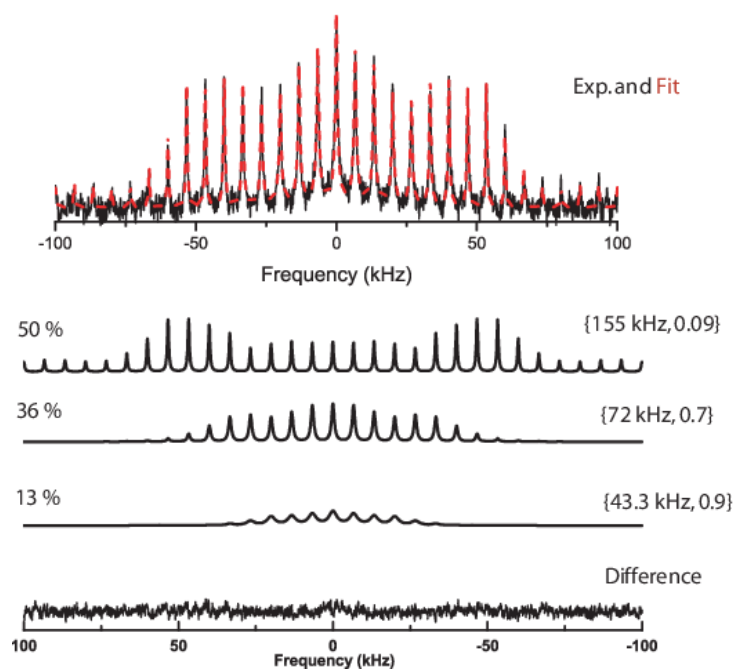 Exp.and Fit
-100 -50 0 50 100
Frequency (kHz)
50 % {155 kHz, 0.09}
36 % {72 kHz, 0.7}
13 % {43.3 kHz, 0.9}
Difference
100 50 0 -50 -100
Frequency (kHz)